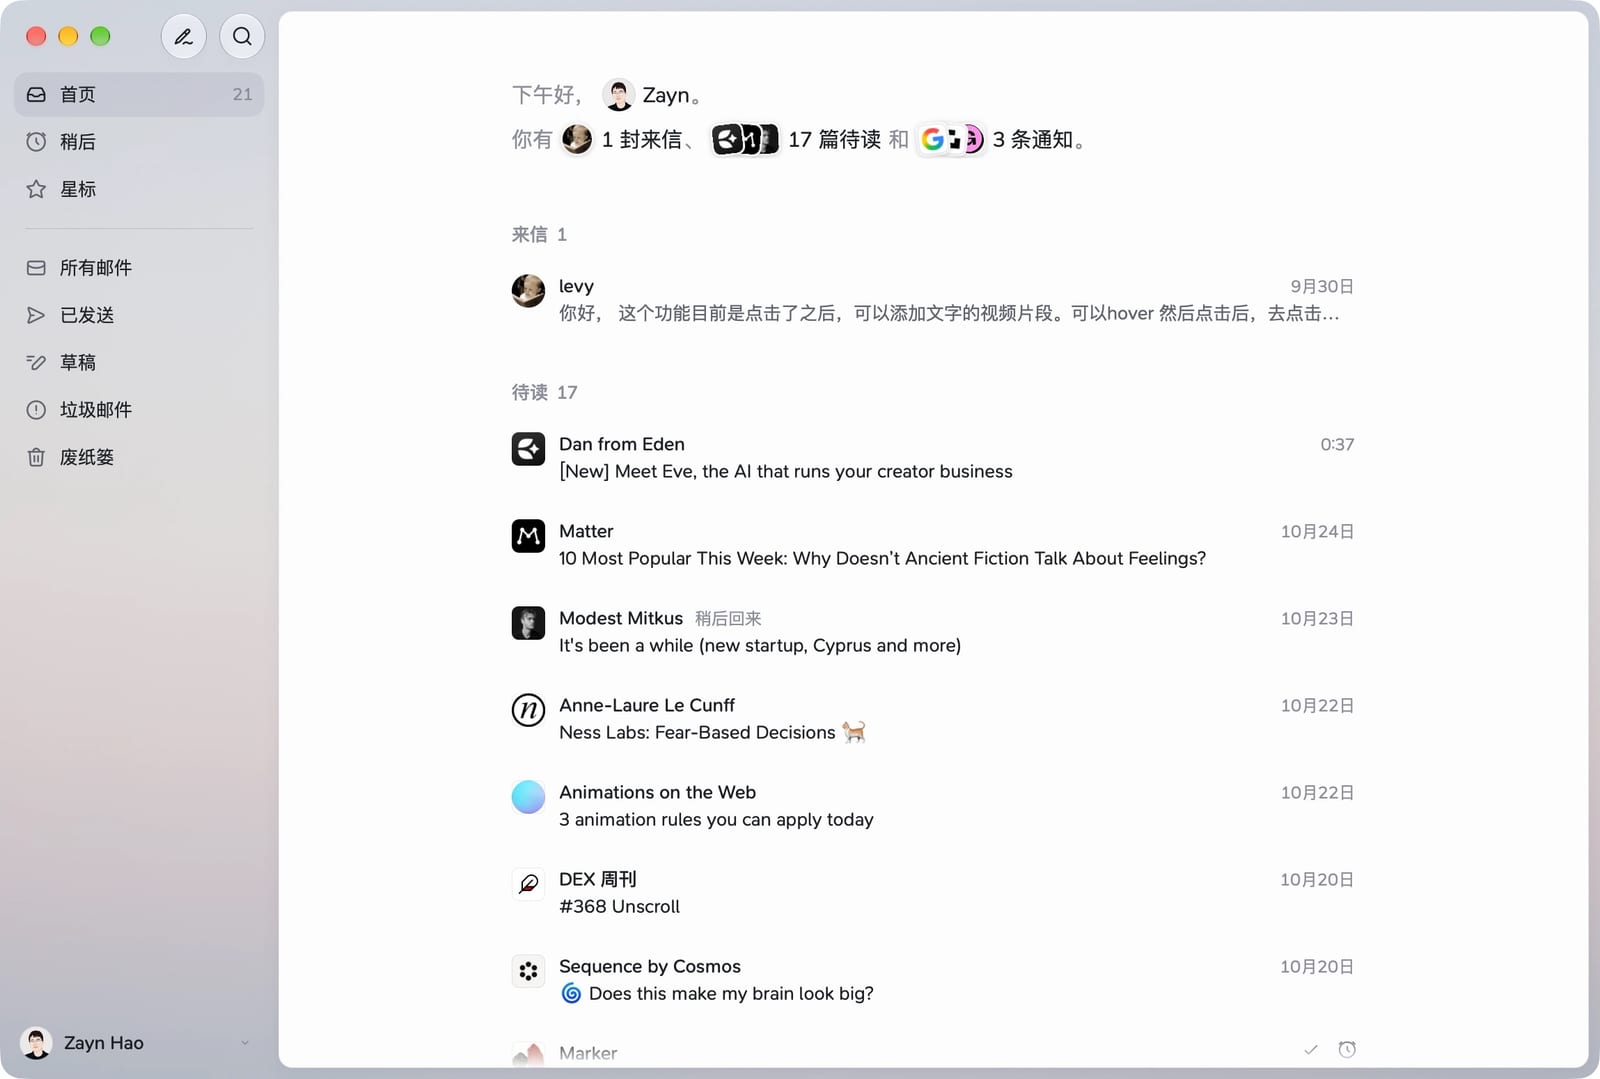 首页 21
稍后
星标
所有邮件
已发送
草稿
垃圾邮件
废纸篓
Zayn Hao
下午好， Zayn。
你有 1 封来信、 17 篇待读 和 3 条通知。
来信 1
levy 9月30日
你好， 这个功能目前是点击了之后，可以添加文字的视频片段。可以hover 然后点击后，去点击...
待读 17
Dan from Eden 0:37
[New] Meet Eve, the AI that runs your creator business
Matter 10月24日
10 Most Popular This Week: Why Doesn't Ancient Fiction Talk About Feelings?
Modest Mitkus 稍后回来 10月23日
It's been a while (new startup, Cyprus and more)
Anne-Laure Le Cunff 10月22日
Ness Labs: Fear-Based Decisions 🐈
Animations on the Web 10月22日
3 animation rules you can apply today
DEX 周刊 10月20日
#368 Unscroll
Sequence by Cosmos 10月20日
🌀 Does this make my brain look big?
Marker